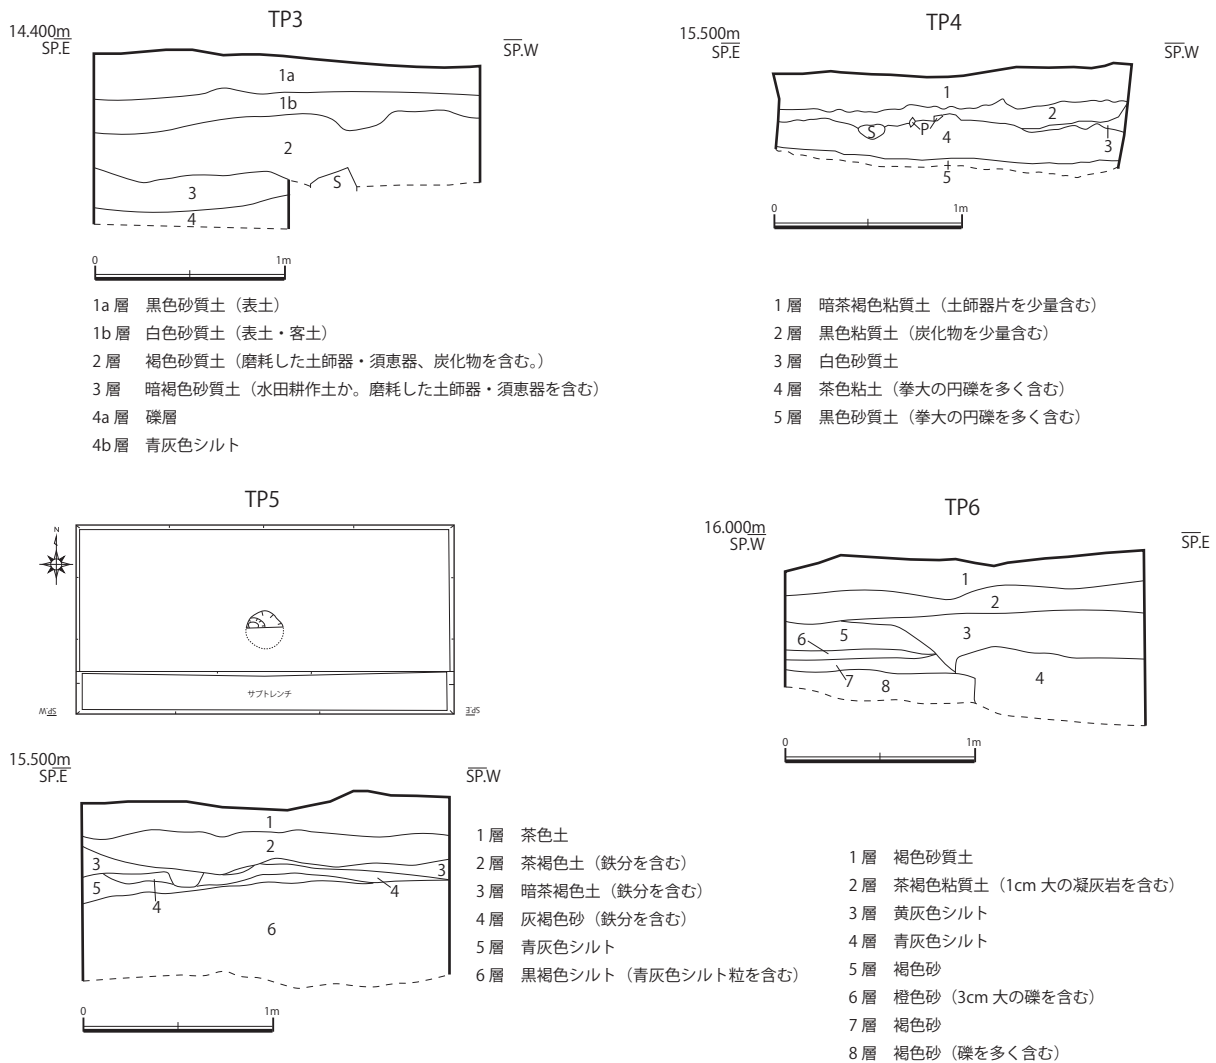 TP3
14.400m
SP.E
SP.W
1a
1b
2
S
3
4
0
1m
1a 層 黒色砂質土（表土）
1b 層 白色砂質土（表土・客土）
2 層 褐色砂質土（磨耗した土師器・須恵器、炭化物を含む。）
3 層 暗褐色砂質土（水田耕作土か。磨耗した土師器・須恵器を含む）
4a 層 礫層
4b 層 青灰色シルト
TP4
15.500m
SP.E
SP.W
1
2
S
P
4
3
5
0
1m
1 層 暗茶褐色粘質土（土師器片を少量含む）
2 層 黒色粘質土（炭化物を少量含む）
3 層 白色砂質土
4 層 茶色粘土（拳大の円礫を多く含む）
5 層 黒色砂質土（拳大の円礫を多く含む）
TP5
N
サブトレンチ
SP.W
SP.E
15.500m
SP.E
SP.W
1
2
3
3
5
4
4
6
0
1m
1 層 茶色土
2 層 茶褐色土（鉄分を含む）
3 層 暗茶褐色土（鉄分を含む）
4 層 灰褐色砂（鉄分を含む）
5 層 青灰色シルト
6 層 黒褐色シルト（青灰色シルト粒を含む）
TP6
16.000m
SP.W
SP.E
1
2
3
5
6
4
7
8
0
1m
1 層 褐色砂質土
2 層 茶褐色粘質土（1cm 大の凝灰岩を含む）
3 層 黄灰色シルト
4 層 青灰色シルト
5 層 褐色砂
6 層 橙色砂（3cm 大の礫を含む）
7 層 褐色砂
8 層 褐色砂（礫を多く含む）